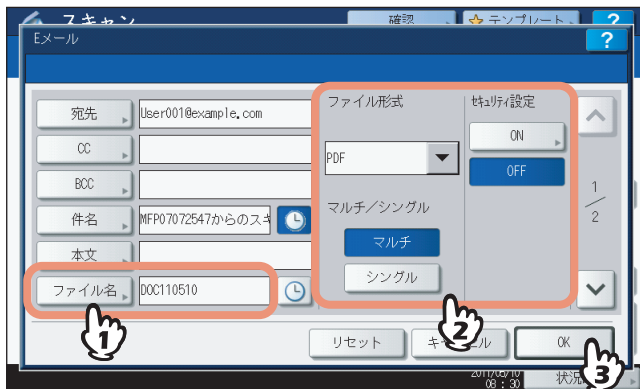 スキャン
確認
テンプレート
?
Eメール
?
宛先
User001@example.com
CC
BCC
件名
MFP07072547からのスキ
本文
ファイル名
DOC110510
ファイル形式
PDF
マルチ/シングル
マルチ
シングル
セキュリティ設定
ON
OFF
1
2
リセット
OK
2011/05/10
08:30
状況
1
2
3